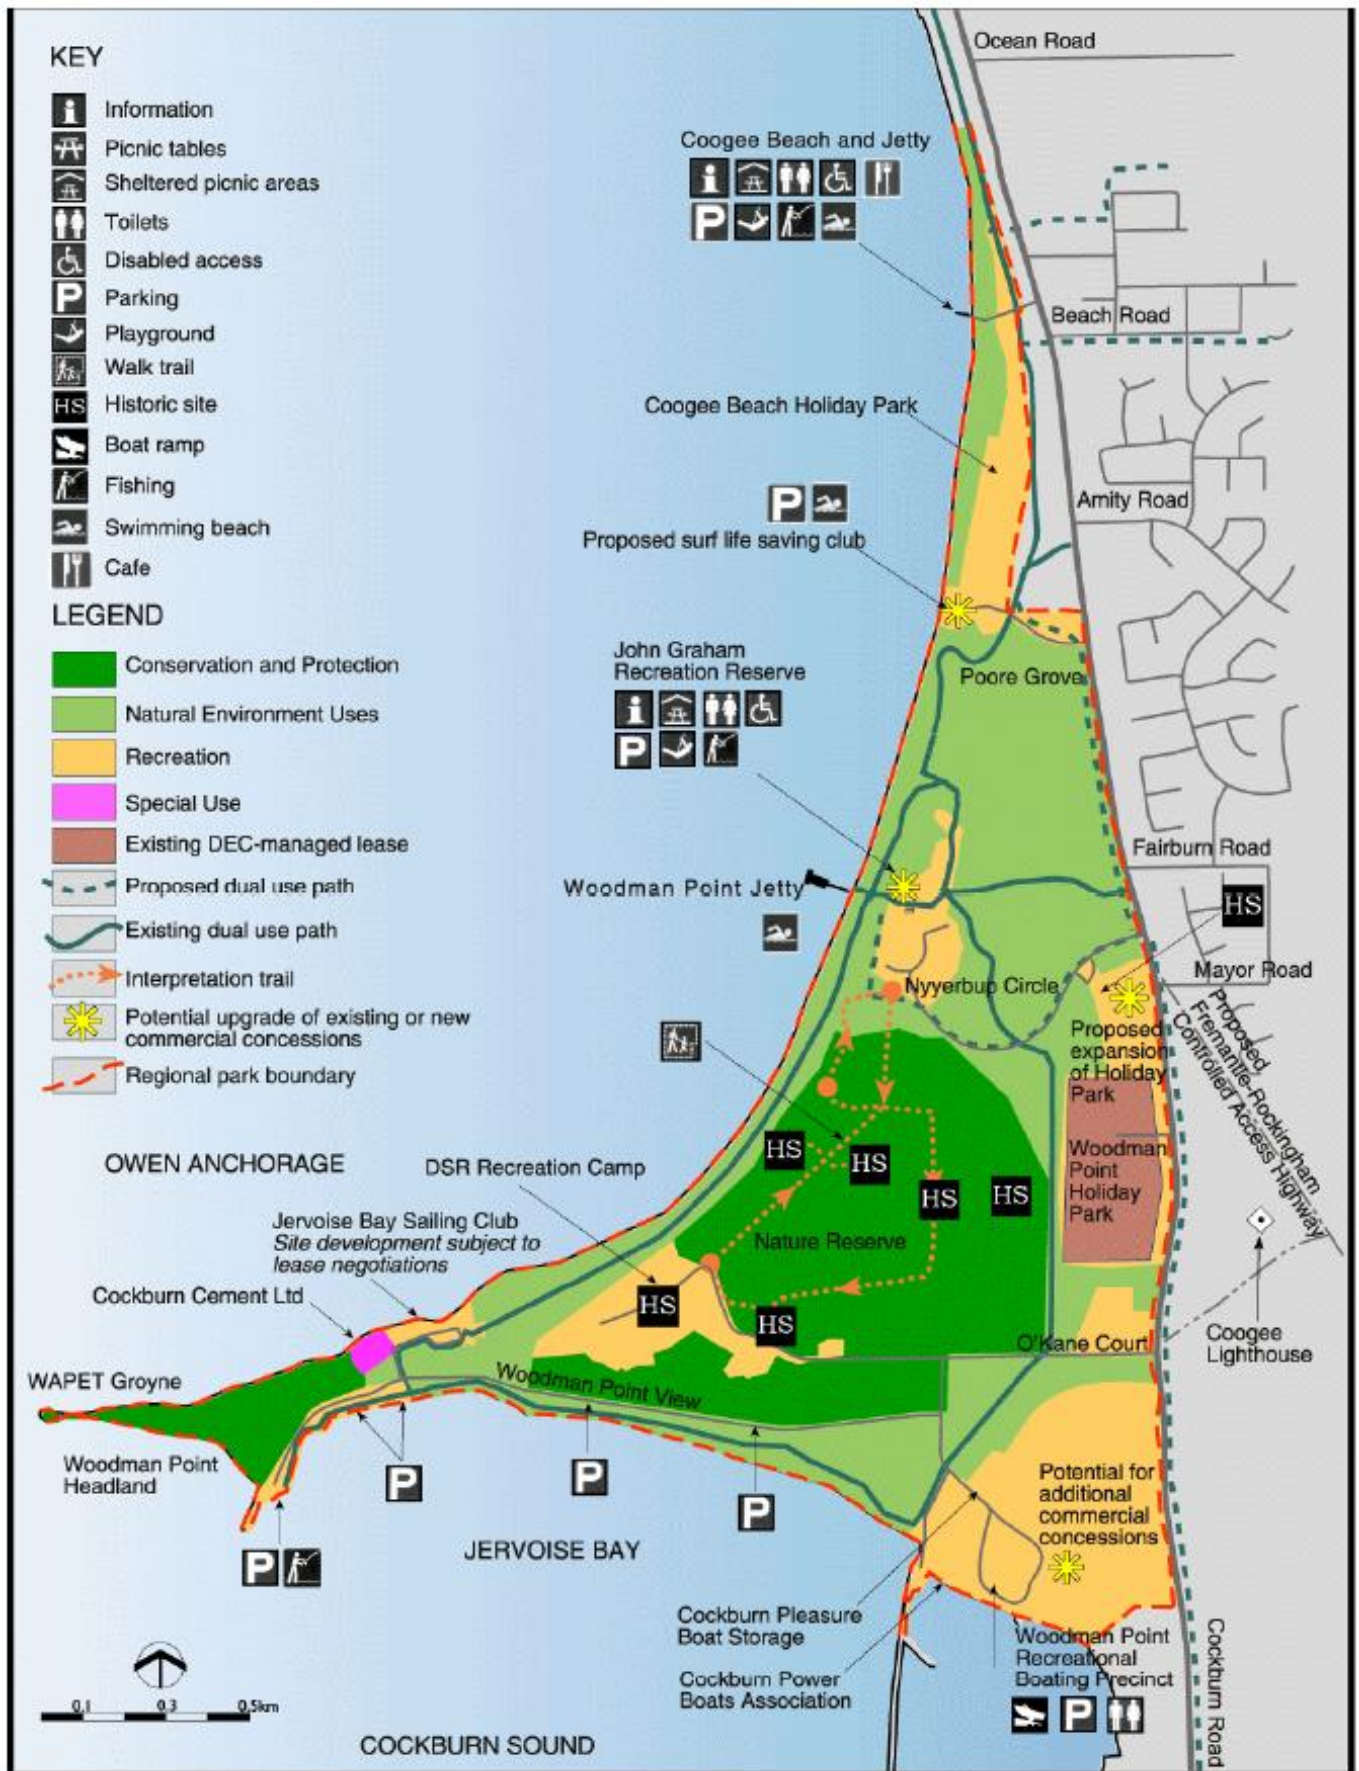 KEY
Information
Picnic tables
Sheltered picnic areas
Toilets
Disabled access
P
Parking
Playground
Walk trail
HS
Historic site
Boat ramp
Fishing
Swimming beach
Cafe
LEGEND
Conservation and Protection
Natural Environment Uses
Recreation
Special Use
Existing DEC-managed lease
Proposed dual use path
Existing dual use path
Interpretation trail
Potential upgrade of existing or new
commercial concessions
Regional park boundary
Ocean Road
Coogee Beach and Jetty
P
Beach Road
Coogee Beach Holiday Park
Amity Road
P
Proposed surf life saving club
John Graham
Recreation Reserve
P
Poore Grove
Fairburn Road
Woodman Point Jetty
HS
Mayor Road
Nyyerbup Circle
Proposed
Fremantle-Rockingham
Controlled Access Highway
Proposed
expansion
of Holiday
Park
Woodman
Point
Holiday
Park
HS
HS
HS
HS
Nature Reserve
OWEN ANCHORAGE
DSR Recreation Camp
HS
HS
Jervoise Bay Sailing Club
Site development subject to
lease negotiations
Cockburn Cement Ltd
O'Kane Court
Coogee
Lighthouse
WAPET Groyne
Woodman Point View
Woodman Point
Headland
P
P
P
P
JERVOISE BAY
Potential for
additional
commercial
concessions
Cockburn Pleasure
Boat Storage
Cockburn Power
Boats Association
Woodman Point
Recreational
Boating Precinct
P
Cockburn Road
0.1 0.3 0.5km
COCKBURN SOUND